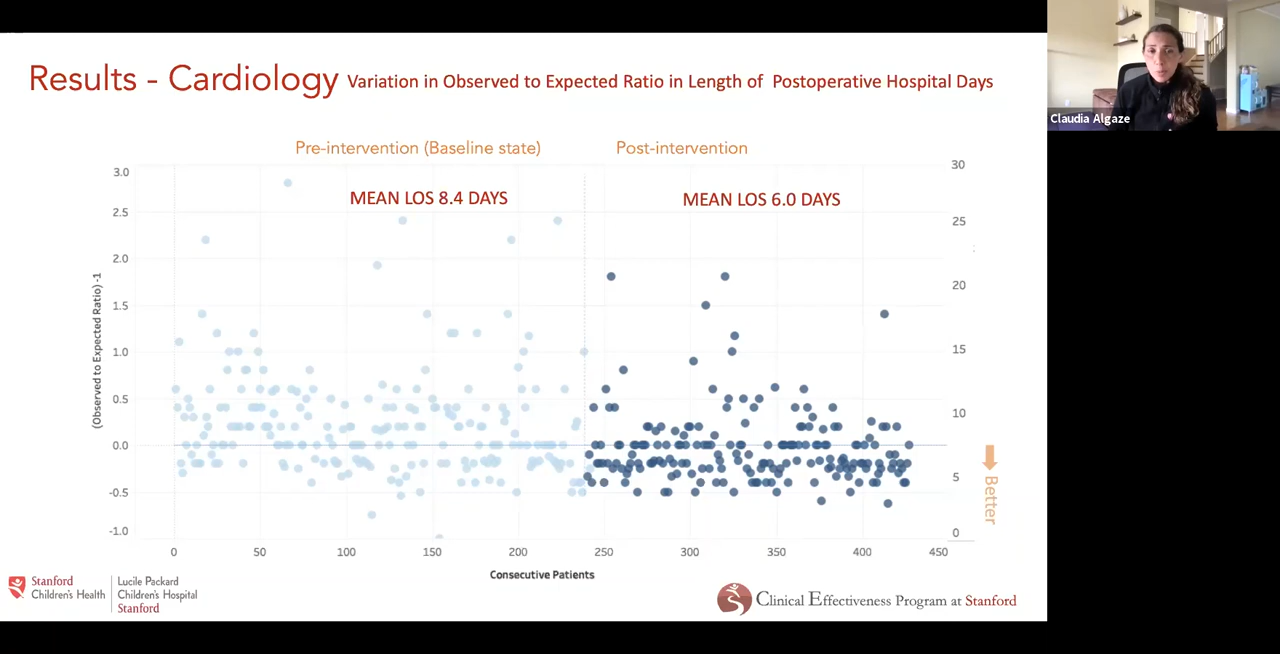 Results - Cardiology Variation in Observed to Expected Ratio in Length of Postoperative Hospital Days
Claudia Algaze
Pre-intervention (Baseline state)
Post-intervention
MEAN LOS 8.4 DAYS
MEAN LOS 6.0 DAYS
(Observed to Expected Ratio) -1
3.0
2.5
2.0
1.5
1.0
0.5
0.0
-0.5
-1.0
30
25
20
15
10
5
0
Better
0
50
100
150
200
250
300
350
400
450
Consecutive Patients
Stanford
Children's Health
Lucile Packard
Children's Hospital
Stanford
Clinical Effectiveness Program at Stanford